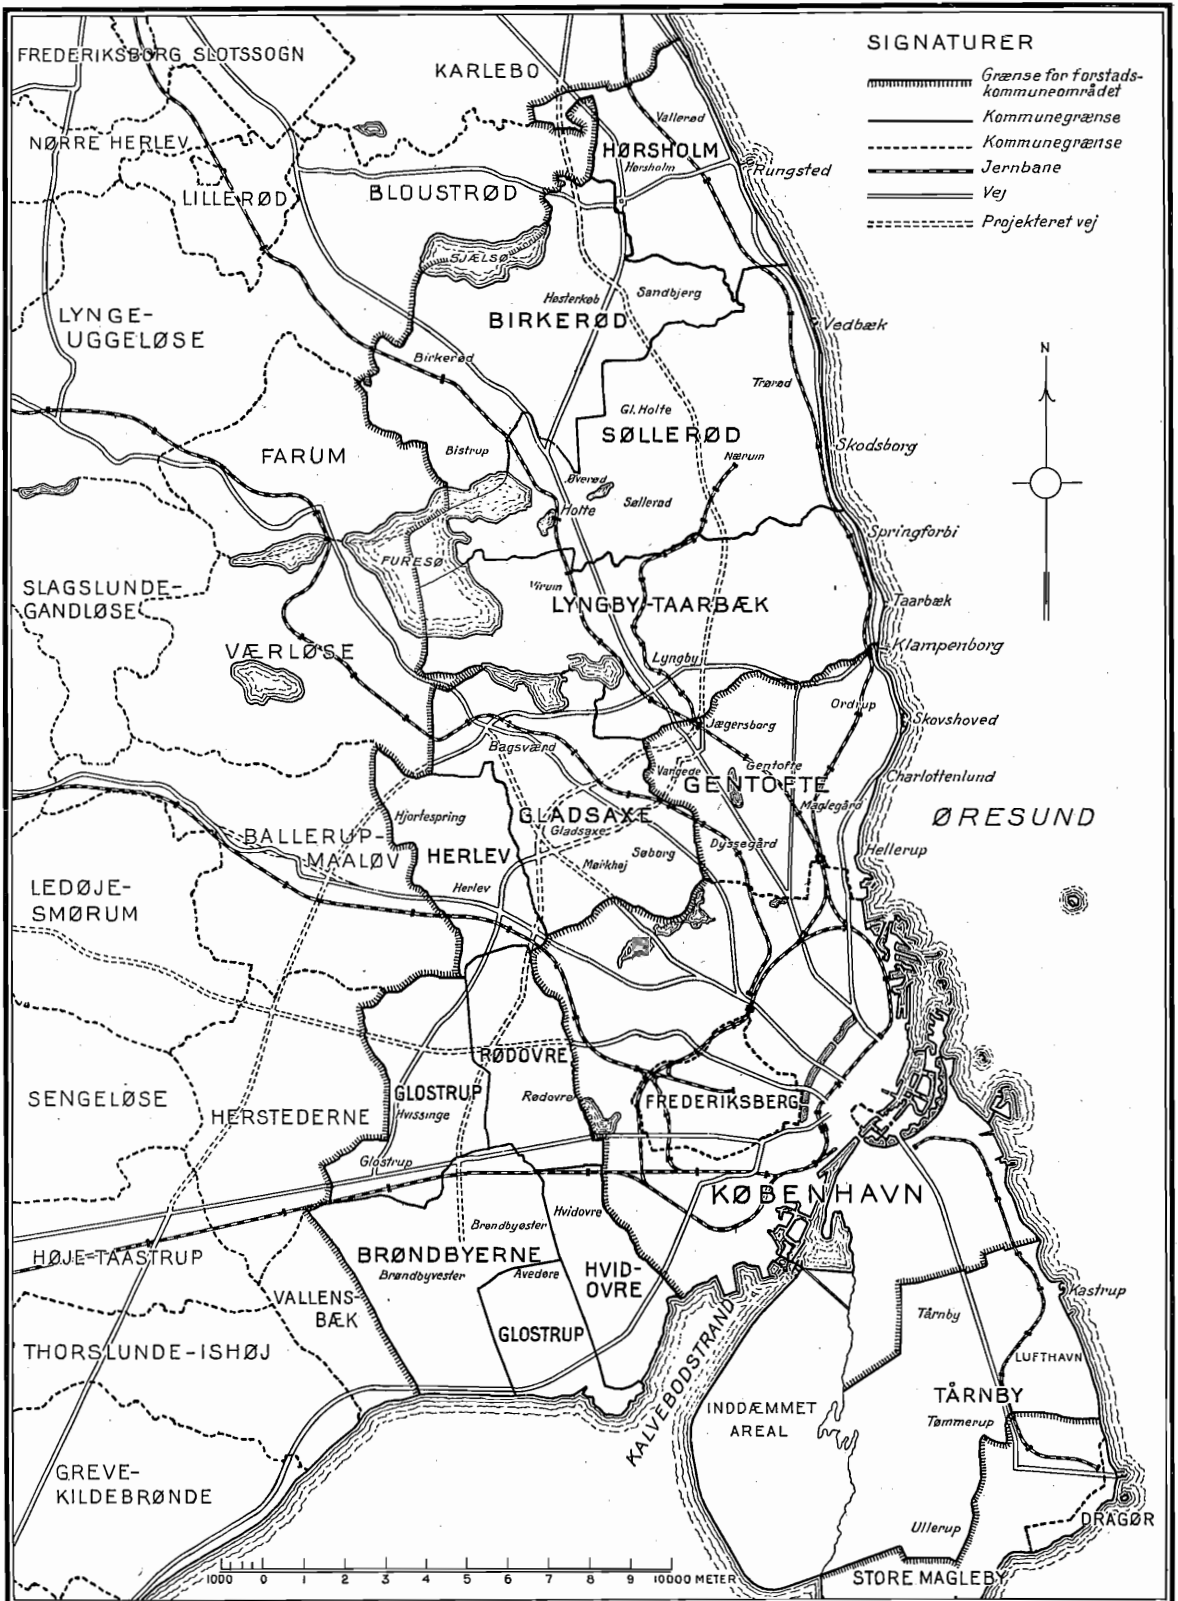 SIGNATURER
Grænse for forstads-
kommuneområdet
Kommunegrænse
Kommunegrænse
Jernbane
Vej
Projekteret vej
N
FREDERIKSBORG SLOTSSOGN
KARLEBO
Vallerød
NØRRE HERLEV
HØRSHOLM
Hørsholm
Rungsted
LILLERØD
BLOUSTRØD
SJÆLSØ
Sandbjerg
Høsterkøb
BIRKERØD
LYNGE-
UGGELØSE
Vedbæk
Birkerød
Trørød
Gl. Holte
SØLLERØD
Skodsborg
FARUM
Bistrup
Nærum
Øverød
Søllerød
Holte
Springforbi
FURESØ
SLAGSLUNDE-
GANDLØSE
Virum
LYNGBY-TAARBÆK
Taarbæk
VÆRLØSE
Lyngby
Klampenborg
Ordrup
Skovshoved
Jægersborg
Bagsværd
Vangede
Gentofte
GENTOFTE
Charlottenlund
Maglegård
ØRESUND
Hjortespring
GLADSAXE
Gladsaxe
BALLERUP-
MAALØV
HERLEV
Mørkhøj
Søborg
Dyssegård
Hellerup
Herlev
LEDØJE-
SMØRUM
RØDOVRE
SENGELØSE
HERSTEDERNE
GLOSTRUP
Hvissinge
Rødovre
FREDERIKSBERG
Glostrup
KØBENHAVN
Hvidovre
Brøndbyøster
HØJE-TAASTRUP
BRØNDBYERNE
Brøndbyvester
Avedøre
HVID-
OVRE
VALLENS-
BÆK
GLOSTRUP
Kastrup
Tårnby
THORSLUNDE-ISHØJ
LUFTHAVN
KALVEBODSTRAND
TÅRNBY
INDDÆMMET
AREAL
Tømmerup
GREVE-
KILDEBRØNDE
Ullerup
DRAGØR
STORE MAGLEBY
1000 0 1 2 3 4 5 6 7 8 9 10000 METER